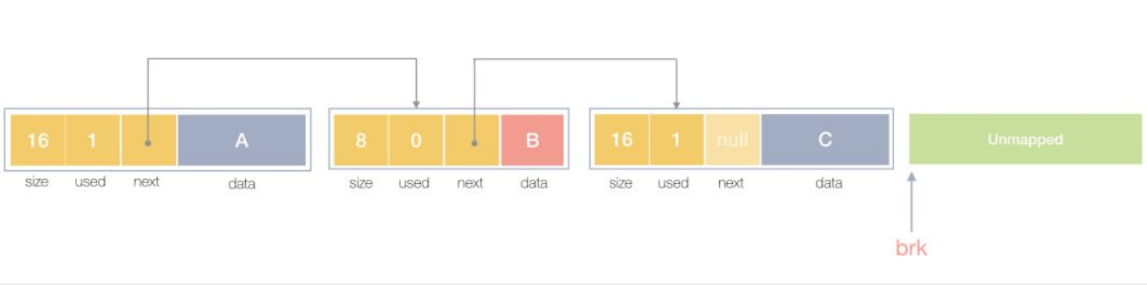 16 1 A
size used next data
8 0 B
size used next data
16 1 null C
size used next data
Unmapped
brk